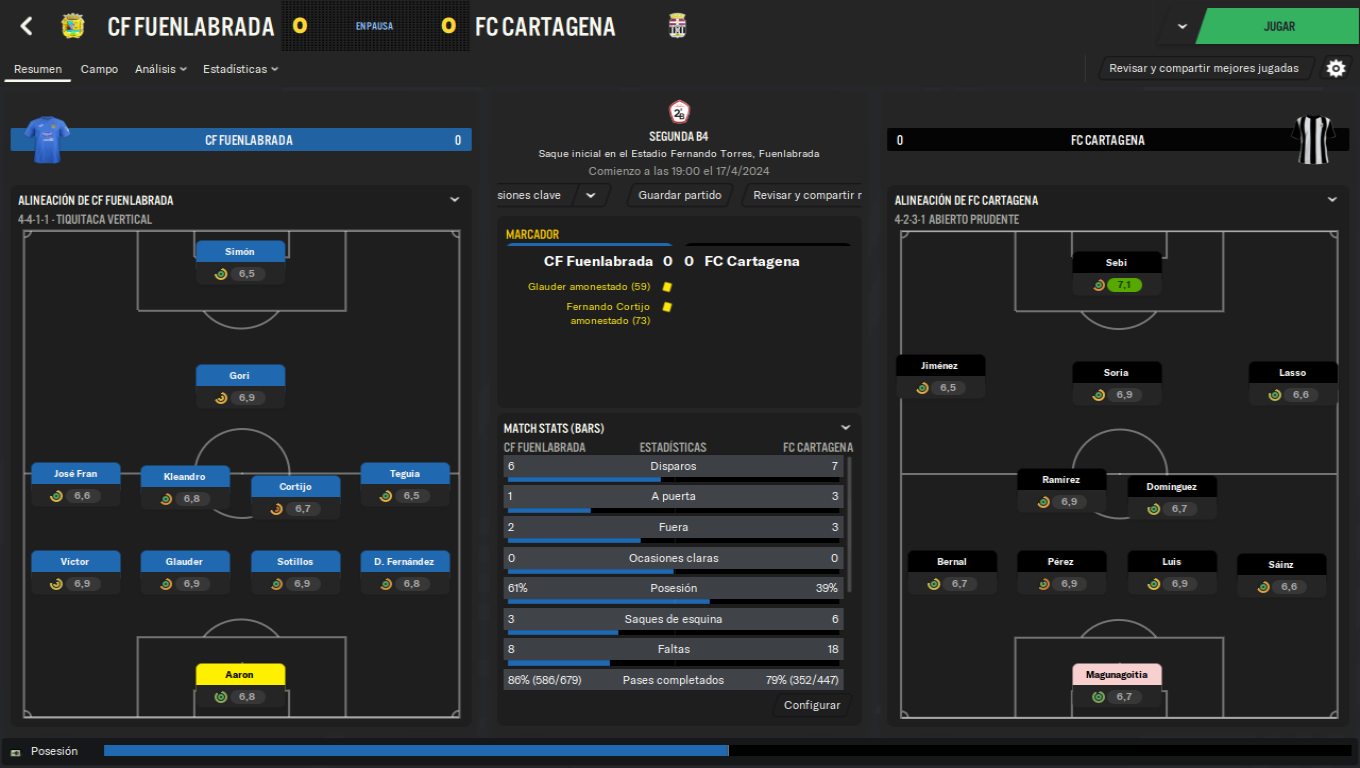 CF FUENLABRADA 0 EN PAUSA 0 FC CARTAGENA
JUGAR
Resumen Campo Análisis Estadísticas
Revisar y compartir mejores jugadas
CF FUENLABRADA 0
ALINEACIÓN DE CF FUENLABRADA
4-4-1-1 - TIQUITACA VERTICAL
Simón
6,5
Gori
6,9
José Fran
6,6
Kleandro
6,8
Cortijo
6,7
Teguia
6,5
Víctor
6,9
Glauder
6,9
Sotillos
6,9
D. Fernández
6,8
Aaron
6,8
2ªB
SEGUNDA B4
Saque inicial en el Estadio Fernando Torres, Fuenlabrada
Comienzo a las 19:00 el 17/4/2024
siones clave
Guardar partido
Revisar y compartir r
MARCADOR
CF Fuenlabrada 0 0 FC Cartagena
Glauder amonestado (59)
Fernando Cortijo
amonestado (73)
MATCH STATS (BARS)
CF FUENLABRADA ESTADÍSTICAS FC CARTAGENA
6 Disparos 7
1 A puerta 3
2 Fuera 3
0 Ocasiones claras 0
61% Posesión 39%
3 Saques de esquina 6
8 Faltas 18
86% (586/679) Pases completados 79% (352/447)
Configurar
0 FC CARTAGENA
ALINEACIÓN DE FC CARTAGENA
4-2-3-1 ABIERTO PRUDENTE
Sebi
7,1
Jiménez
6,5
Soria
6,9
Lasso
6,6
Ramírez
6,9
Domínguez
6,7
Bernal
6,7
Pérez
6,9
Luis
6,9
Sáinz
6,6
Magunagoitia
6,7
Posesión